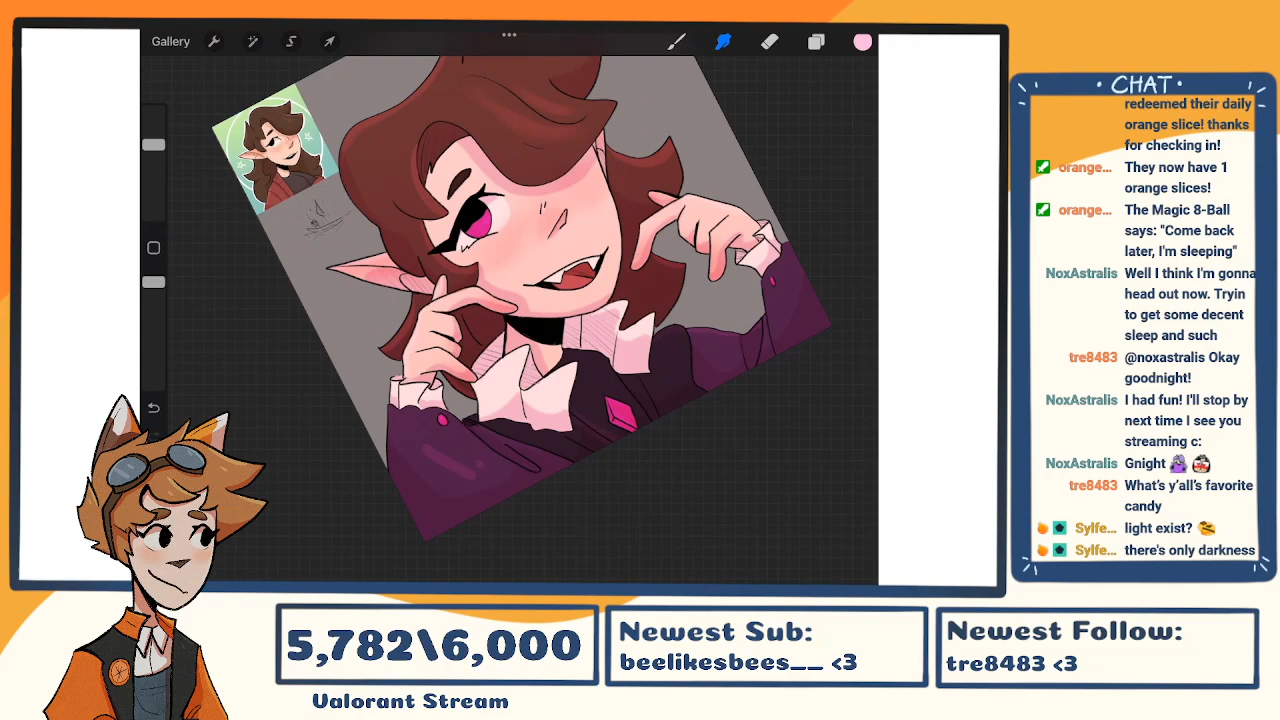 Gallery
• CHAT •
redeemed their daily
orange slice! thanks
for checking in!
orange... They now have 1
orange slices!
orange... The Magic 8-Ball
says: "Come back
later, I'm sleeping"
NoxAstralis Well I think I'm gonna
head out now. Tryin
to get some decent
sleep and such
tre8483 @noxastralis Okay
goodnight!
NoxAstralis I had fun! I'll stop by
next time I see you
streaming c:
NoxAstralis Gnight
tre8483 What's y'all's favorite
candy
Sylfe... light exist?
Sylfe... there's only darkness
5,782\6,000
Valorant Stream
Newest Sub:
beelikesbees__ <3
Newest Follow:
tre8483 <3